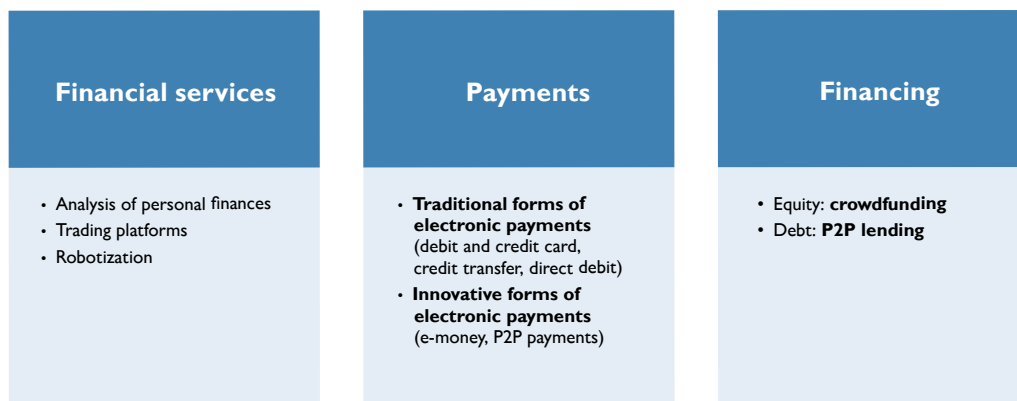 Financial services
• Analysis of personal finances
• Trading platforms
• Robotization
Payments
• Traditional forms of
electronic payments
(debit and credit card,
credit transfer, direct debit)
• Innovative forms of
electronic payments
(e-money, P2P payments)
Financing
• Equity: crowdfunding
• Debt: P2P lending